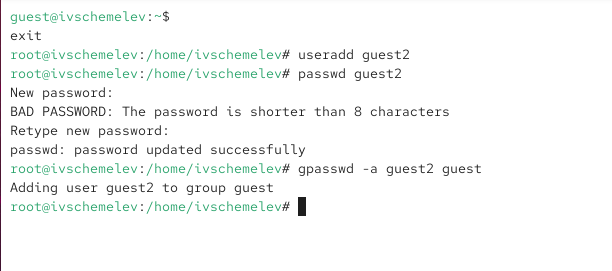 guest@ivschemelev:~$
exit
root@ivschemelev:/home/ivschemelev# useradd guest2
root@ivschemelev:/home/ivschemelev# passwd guest2
New password:
BAD PASSWORD: The password is shorter than 8 characters
Retype new password:
passwd: password updated successfully
root@ivschemelev:/home/ivschemelev# gpasswd -a guest2 guest
Adding user guest2 to group guest
root@ivschemelev:/home/ivschemelev#